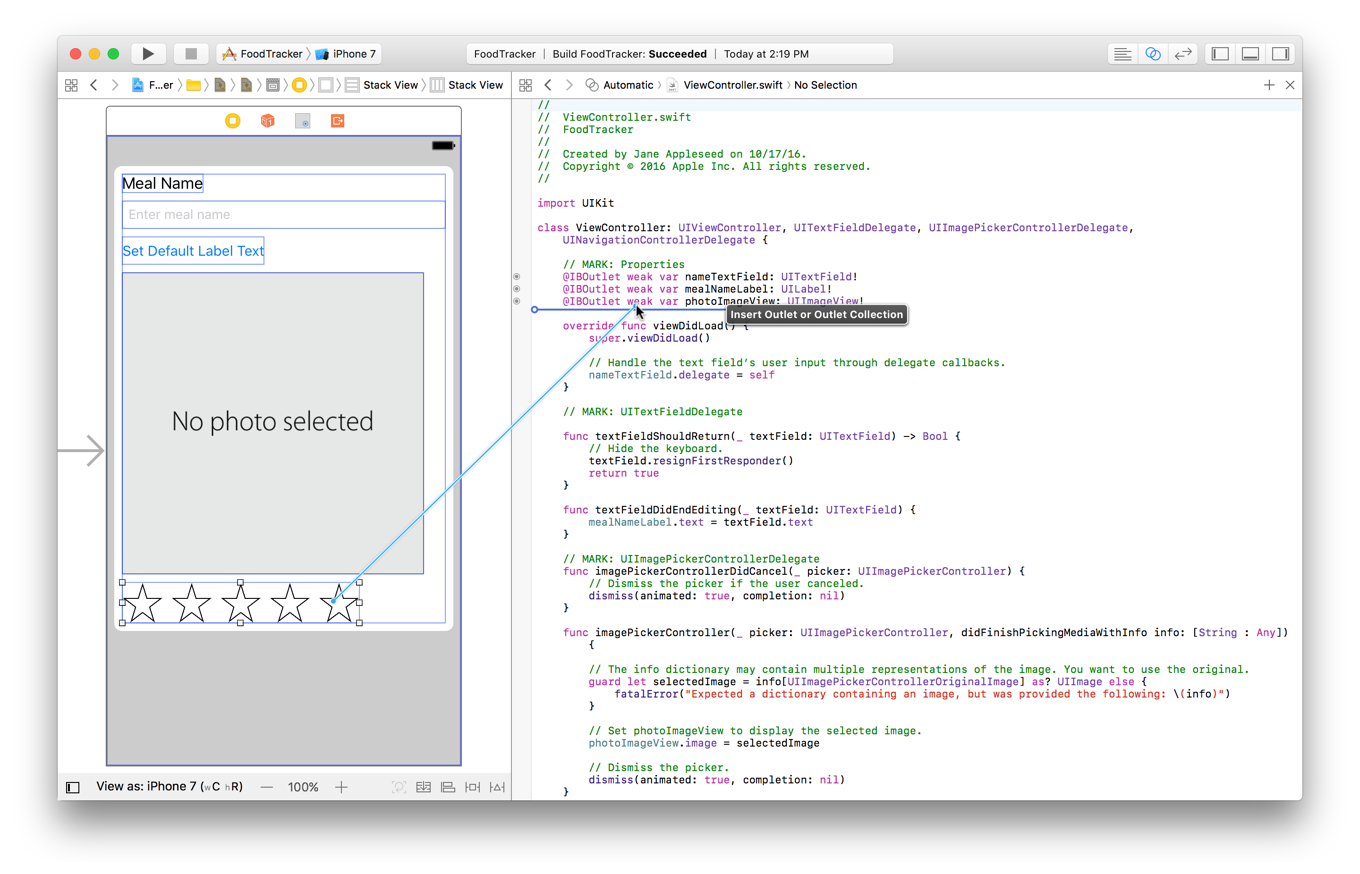 FoodTracker
iPhone 7
FoodTracker | Build FoodTracker: Succeeded | Today at 2:19 PM
F...er
Stack View
Stack View
Automatic
ViewController.swift
No Selection
Meal Name
Enter meal name
Set Default Label Text
No photo selected
View as: iPhone 7 (wC hR)
100%
//
// ViewController.swift
// FoodTracker
//
// Created by Jane Appleseed on 10/17/16.
// Copyright © 2016 Apple Inc. All rights reserved.
//
import UIKit
class ViewController: UIViewController, UITextFieldDelegate, UIImagePickerControllerDelegate,
UINavigationControllerDelegate {
// MARK: Properties
@IBOutlet weak var nameTextField: UITextField!
@IBOutlet weak var mealNameLabel: UILabel!
@IBOutlet weak var photoImageView: UIImageView!
Insert Outlet or Outlet Collection
override func viewDidLoad() {
super.viewDidLoad()
// Handle the text field's user input through delegate callbacks.
nameTextField.delegate = self
}
// MARK: UITextFieldDelegate
func textFieldShouldReturn(_ textField: UITextField) -> Bool {
// Hide the keyboard.
textField.resignFirstResponder()
return true
}
func textFieldDidEndEditing(_ textField: UITextField) {
mealNameLabel.text = textField.text
}
// MARK: UIImagePickerControllerDelegate
func imagePickerControllerDidCancel(_ picker: UIImagePickerController) {
// Dismiss the picker if the user canceled.
dismiss(animated: true, completion: nil)
}
func imagePickerController(_ picker: UIImagePickerController, didFinishPickingMediaWithInfo info: [String : Any])
{
// The info dictionary may contain multiple representations of the image. You want to use the original.
guard let selectedImage = info[UIImagePickerControllerOriginalImage] as? UIImage else {
fatalError("Expected a dictionary containing an image, but was provided the following: \(info)")
}
// Set photoImageView to display the selected image.
photoImageView.image = selectedImage
// Dismiss the picker.
dismiss(animated: true, completion: nil)
}